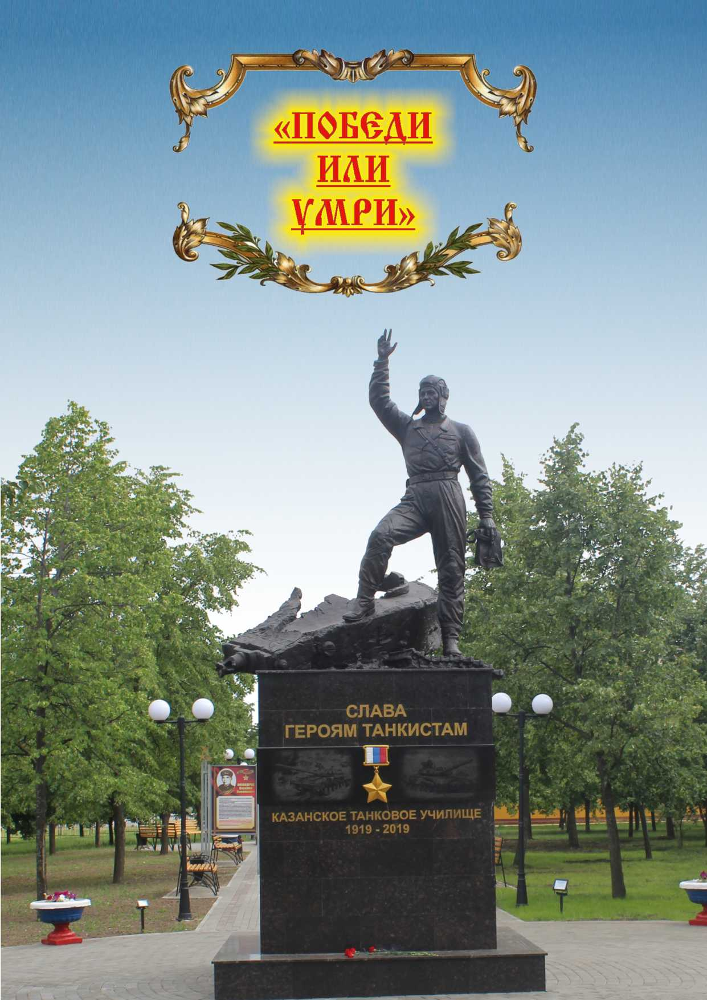 «ПОБЕДИ
ИЛИ
УМРИ»
СЛАВА
ГЕРОЯМ ТАНКИСТАМ
КАЗАНСКОЕ ТАНКОВОЕ УЧИЛИЩЕ
1919 - 2019